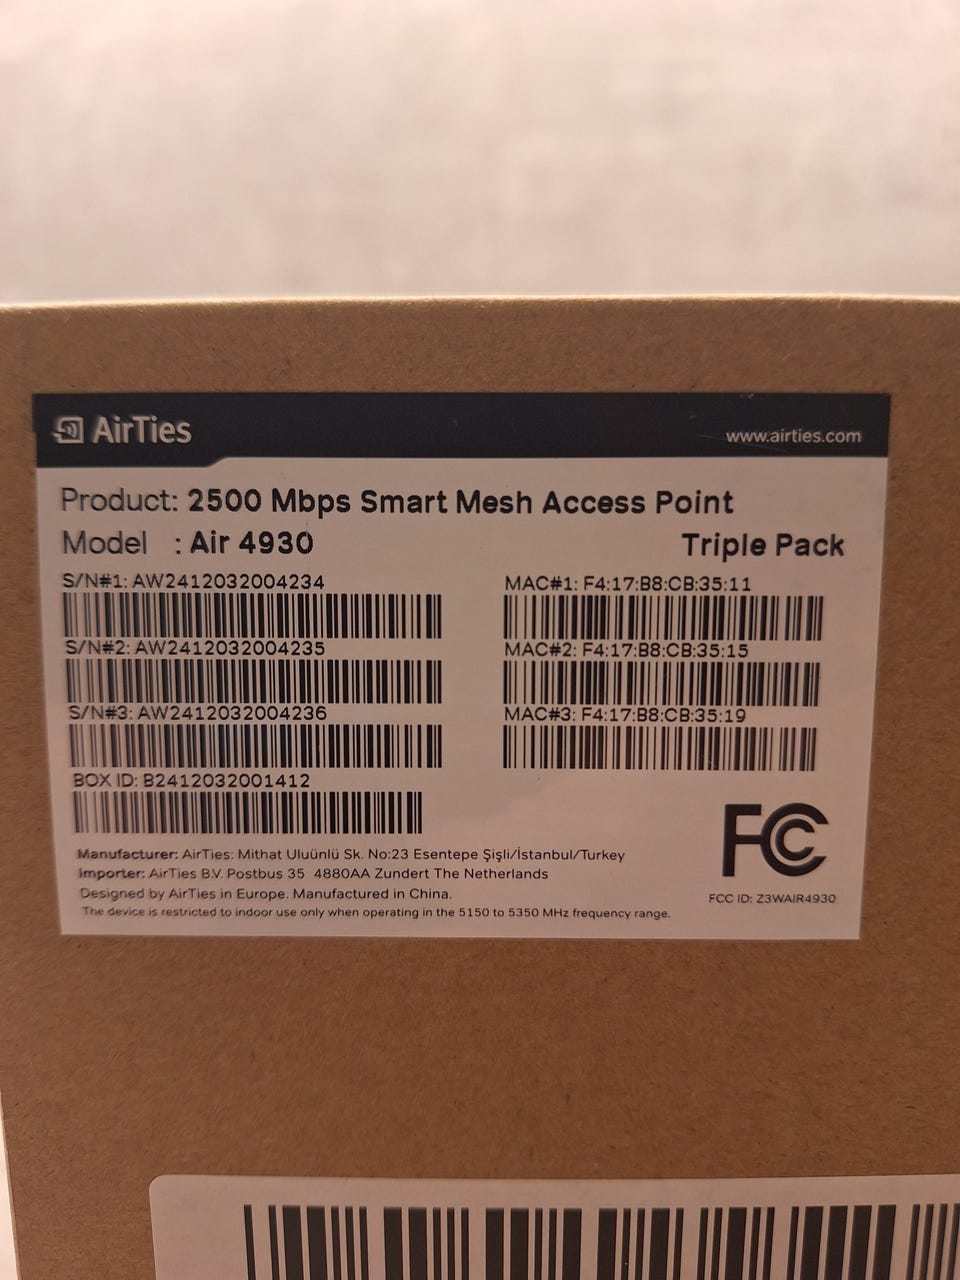 AirTies
www.airties.com
Product: 2500 Mbps Smart Mesh Access Point
Model : Air 4930
Triple Pack
S/N#1: AW2412032004234
MAC#1: F4:17:B8:CB:35:11
S/N#2: AW2412032004235
MAC#2: F4:17:B8:CB:35:15
S/N#3: AW2412032004236
MAC#3: F4:17:B8:CB:35:19
BOX ID: B2412032001412
FC
Manufacturer: AirTies: Mithat Uluünlü Sk. No:23 Esentepe Şişli/İstanbul/Turkey
Importer: AirTies B.V. Postbus 35 4880AA Zundert The Netherlands
Designed by AirTies in Europe. Manufactured in China.
FCC ID: Z3WAIR4930
The device is restricted to indoor use only when operating in the 5150 to 5350 MHz frequency range.